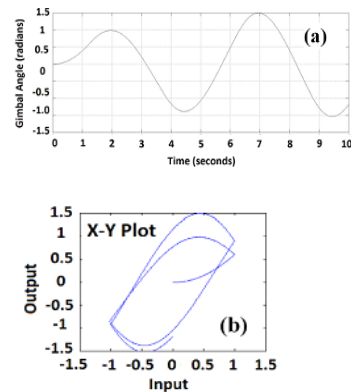 1.5
1.0
0.5
0
-0.5
-1.0
-1.5
Gimbal Angle (radians)
(a)
0 1 2 3 4 5 6 7 8 9 10
Time (seconds)
X-Y Plot
1.5
1
0.5
0
-0.5
-1
-1.5
Output
(b)
-1.5 -1 -0.5 0 0.5 1 1.5
Input